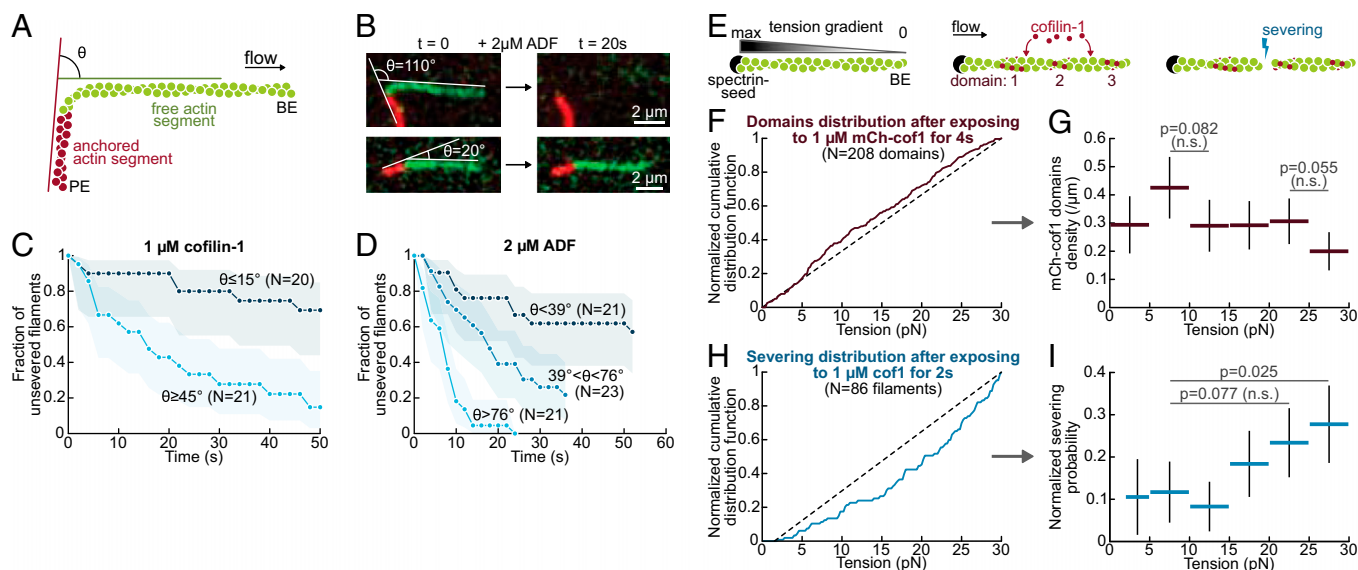 A
θ
flow
BE
free actin
segment
anchored
actin segment
PE
B
t = 0 + 2μM ADF t = 20s
θ=110°
2 μm
θ=20°
2 μm
2 μm
C
1 μM cofilin-1
Fraction of
unsevered filaments
1
0.8
0.6
0.4
0.2
0
θ≤15° (N=20)
θ≥45° (N=21)
0 10 20 30 40 50
Time (s)
D
2 μM ADF
Fraction of
unsevered filaments
1
0.8
0.6
0.4
0.2
0
θ<39° (N=21)
39°<θ<76°
(N=23)
θ>76° (N=21)
0 10 20 30 40 50 60
Time (s)
E
max tension gradient 0
spectrin-
seed
BE
flow
cofilin-1
domain: 1 2 3
severing
F
Domains distribution after exposing
to 1 μM mCh-cof1 for 4s
(N=208 domains)
Normalized cumulative
distribution function
1.0
0.8
0.6
0.4
0.2
0
0 5 10 15 20 25 30
Tension (pN)
G
mCh-cof1 domains
density (/μm)
0.6
0.5
0.4
0.3
0.2
0.1
0
p=0.082
(n.s.)
p=0.055
(n.s.)
0 5 10 15 20 25 30
Tension (pN)
H
Severing distribution after exposing
to 1 μM cof1 for 2s
(N=86 filaments)
Normalized cumulative
distribution function
1.0
0.8
0.6
0.4
0.2
0
0 5 10 15 20 25 30
Tension (pN)
I
Normalized severing
probability
0.4
0.3
0.2
0.1
0
p=0.025
p=0.077 (n.s.)
0 5 10 15 20 25 30
Tension (pN)